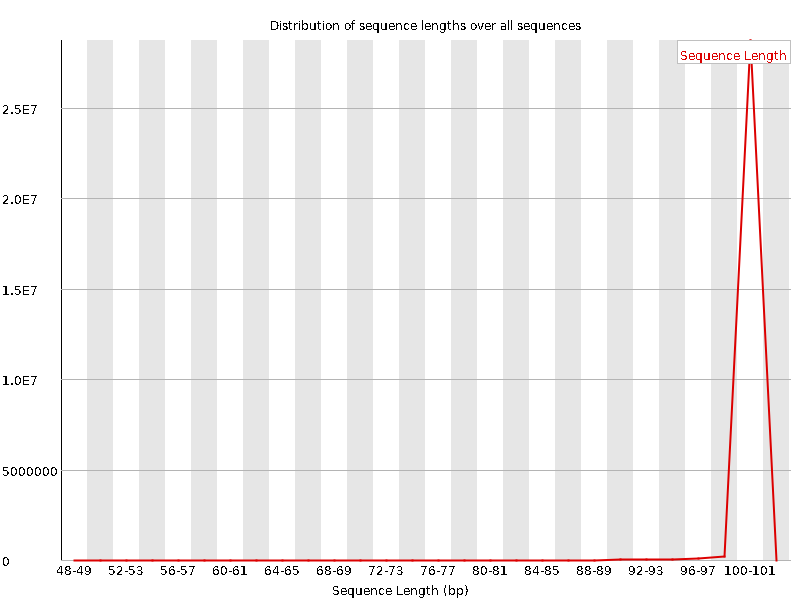 Distribution of sequence lengths over all sequences
Sequence Length
2.5E7
2.0E7
1.5E7
1.0E7
5000000
0
48-49 52-53 56-57 60-61 64-65 68-69 72-73 76-77 80-81 84-85 88-89 92-93 96-97 100-101
Sequence Length (bp)